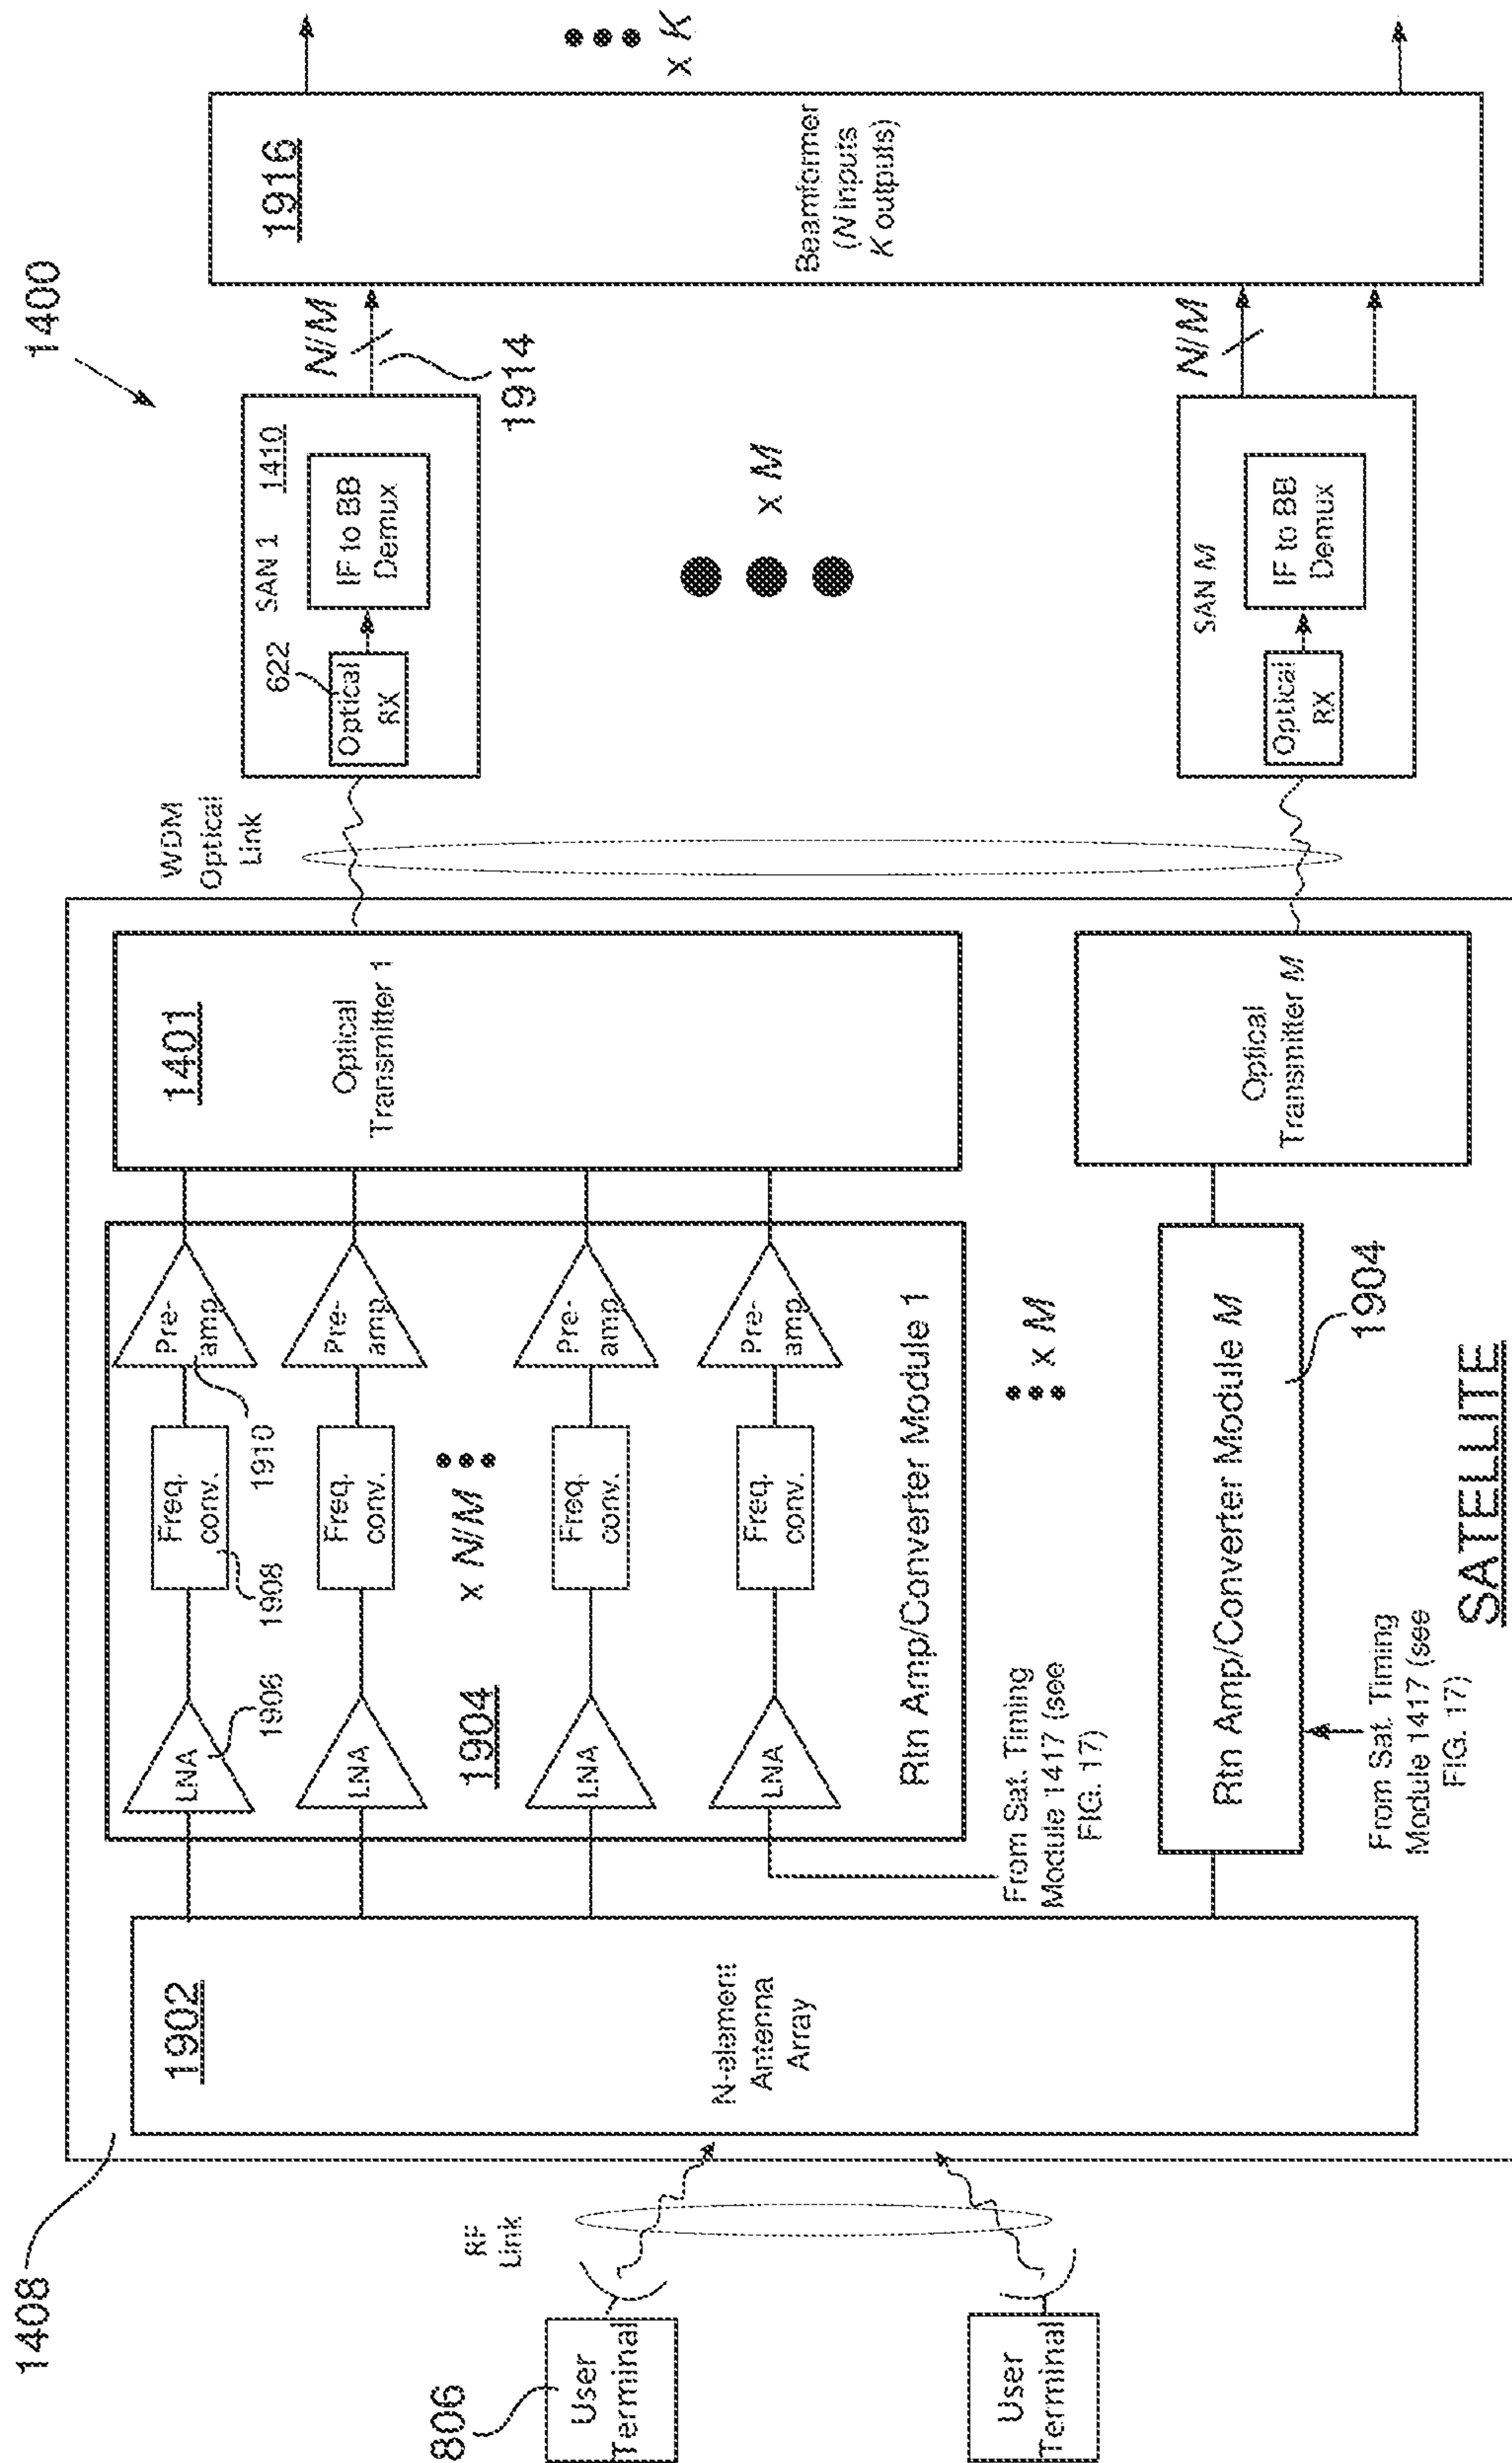 1400
1408
806
User
Terminal
User
Terminal
RF
Link
1902
N-element
Antenna
Array
LNA
1906
Freq.
conv.
1908
Pre-
amp
1910
LNA
Freq.
conv.
Pre-
amp
1904
x N/M
LNA
Freq.
conv.
Pre-
amp
LNA
Freq.
conv.
Pre-
amp
Rtn Amp/Converter Module 1
From Sat. Timing
Module 1417 (see
FIG. 17)
x M
Rtn Amp/Converter Module M
1904
From Sat. Timing
Module 1417 (see
FIG. 17)
SATELLITE
1401
Optical
Transmitter 1
Optical
Transmitter M
WDM
Optical
Link
622
SAN 1
1410
Optical
RX
IF to BB
Demux
N/M
1914
x M
SAN M
Optical
RX
IF to BB
Demux
N/M
1916
Beamformer
(N inputs
K outputs)
x K